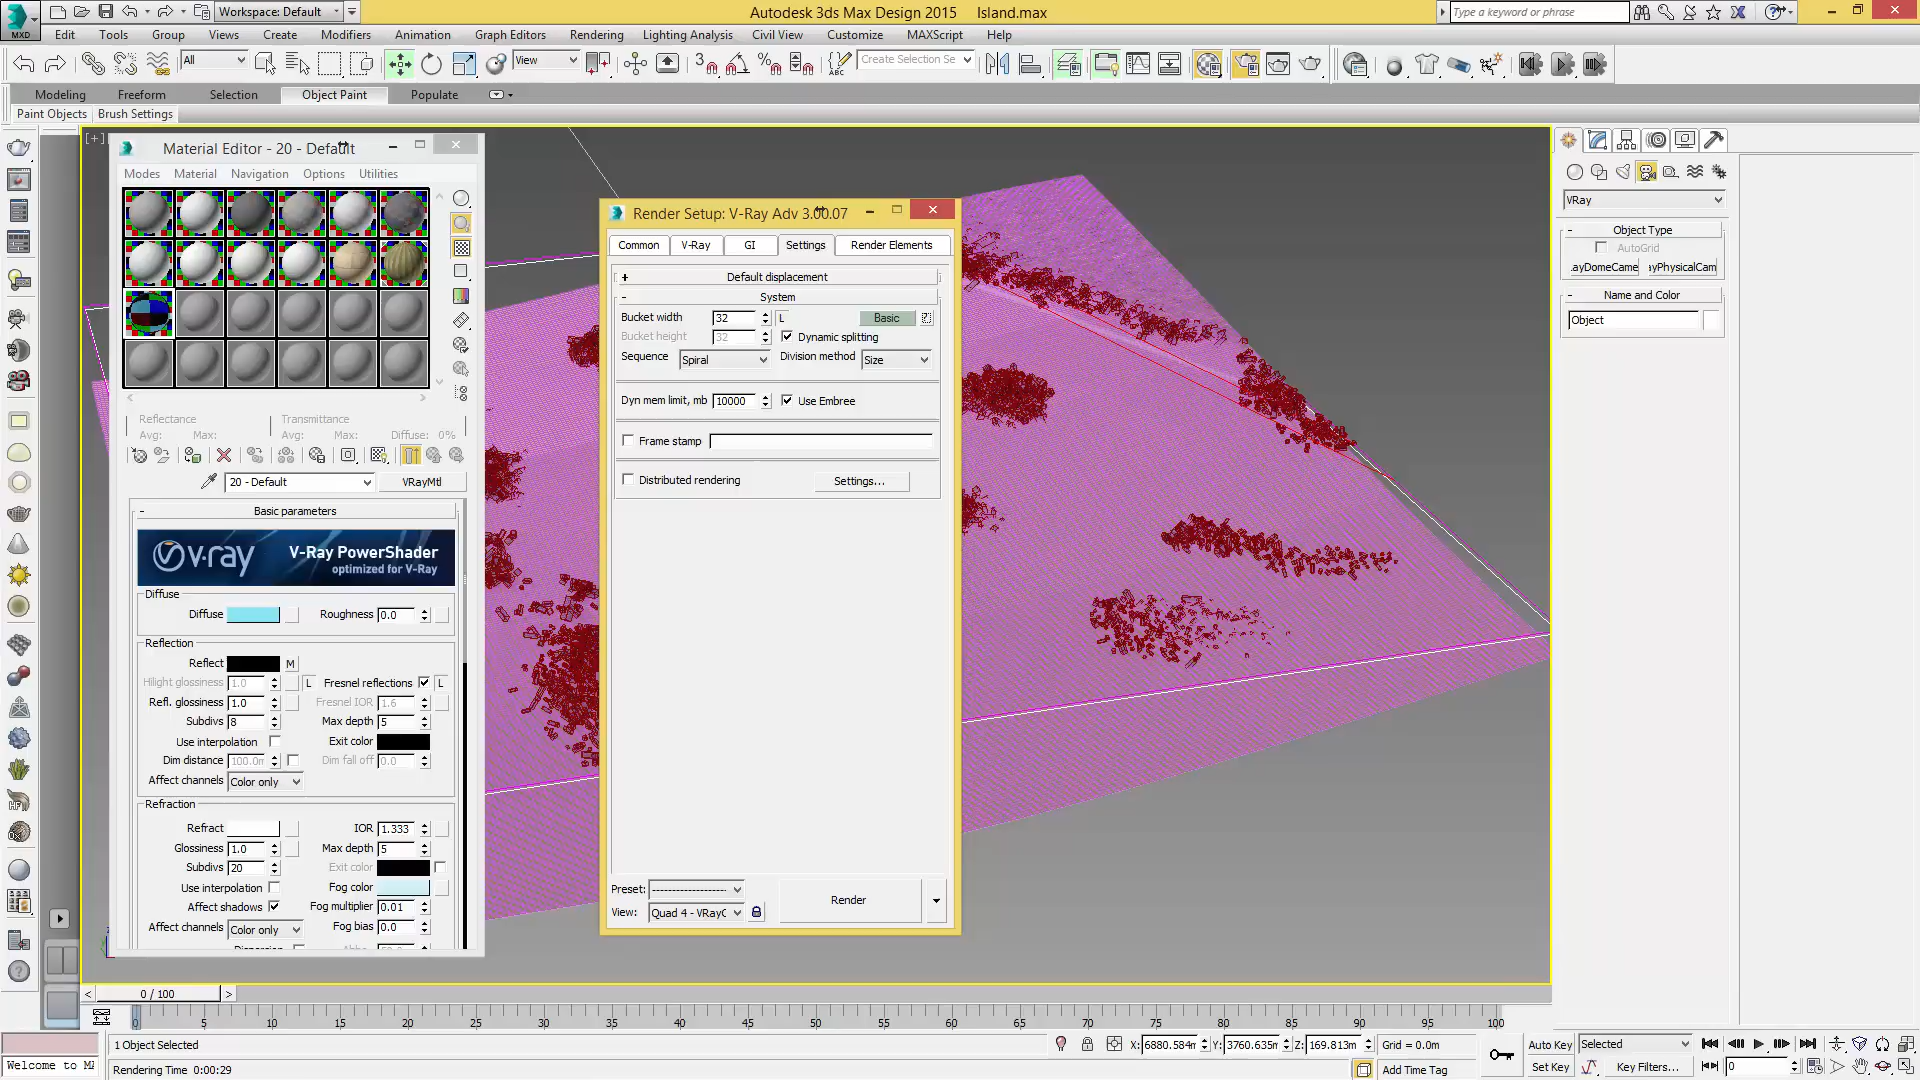 MXD
Workspace: Default
Autodesk 3ds Max Design 2015 Island.max
Type a keyword or phrase
Edit Tools Group Views Create Modifiers Animation Graph Editors Rendering Lighting Analysis Civil View Customize MAXScript Help
All
View
3
ABC
Create Selection Se
Modeling Freeform Selection Object Paint Populate
Paint Objects Brush Settings
[+]
Material Editor - 20 - Default
Modes Material Navigation Options Utilities
Reflectance Transmittance
Avg: Max: Avg: Max: Diffuse: 0%
20 - Default VRayMtl
- Basic parameters
v-ray V-Ray PowerShader
optimized for V-Ray
Diffuse
Diffuse Roughness 0.0
Reflection
Reflect M
Hilight glossiness 1.0 L Fresnel reflections L
Refl. glossiness 1.0 Fresnel IOR 1.6
Subdivs 8 Max depth 5
Use interpolation Exit color
Dim distance 100.0m Dim fall off 0.0
Affect channels Color only
Refraction
Refract IOR 1.333
Glossiness 1.0 Max depth 5
Subdivs 20 Exit color
Use interpolation Fog color
Affect shadows Fog multiplier 0.01
Affect channels Color only Fog bias 0.0
Render Setup: V-Ray Adv 3.00.07
Common V-Ray GI Settings Render Elements
+ Default displacement
- System
Bucket width 32 L Basic ?
Bucket height 32 Dynamic splitting
Sequence Spiral Division method Size
Dyn mem limit, mb 10000 Use Embree
Frame stamp
Distributed rendering Settings...
Preset: --------------------
Render
View: Quad 4 - VRayC
VRay
- Object Type
AutoGrid
.ayDomeCame ayPhysicalCam
- Name and Color
Object
< 0 / 100 >
0 5 10 15 20 25 30 35 40 45 50 55 60 65 70 75 80 85 90 95 100
1 Object Selected X: 6880.584m Y: 3760.635m Z: 169.813m Grid = 0.0m Auto Key Selected
Welcome to MA Rendering Time 0:00:29 Add Time Tag Set Key Key Filters... 0